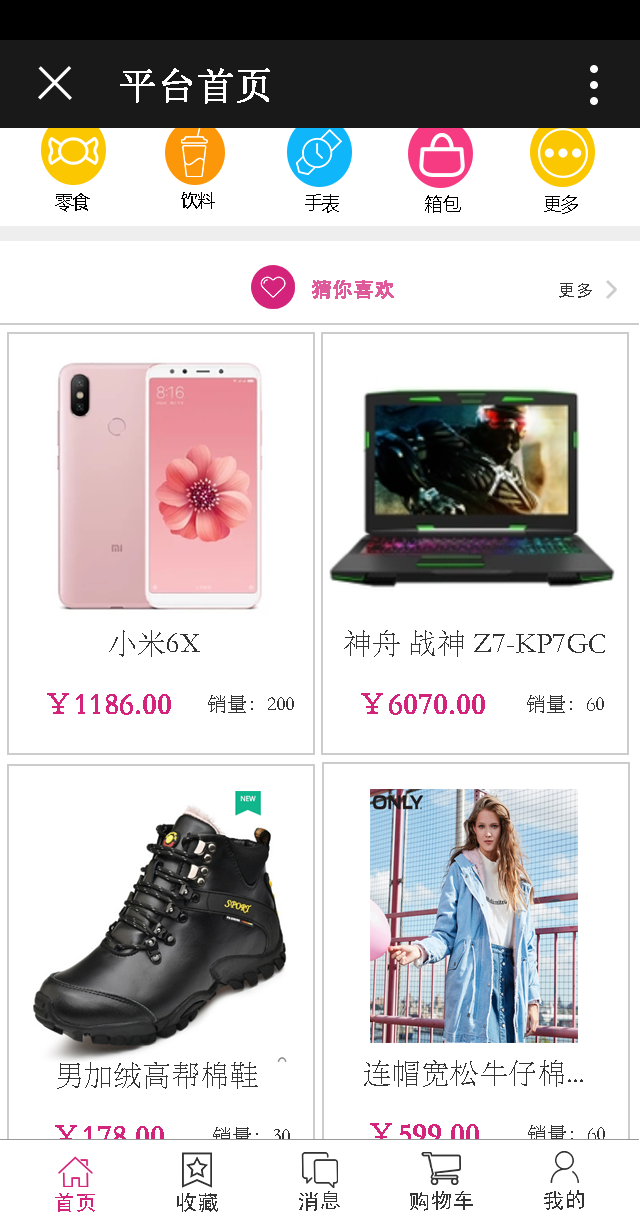 平台首页
零食 饮料 手表 箱包 更多
猜你喜欢 更多
8:16
小米6X 神舟 战神 Z7-KP7GC
￥1186.00 销量：200 ￥6070.00 销量：60
NEW ONLY
SPORT
男加绒高帮棉鞋 连帽宽松牛仔棉...
￥178.00 销量：30 ￥599.00 销量：60
首页 收藏 消息 购物车 我的